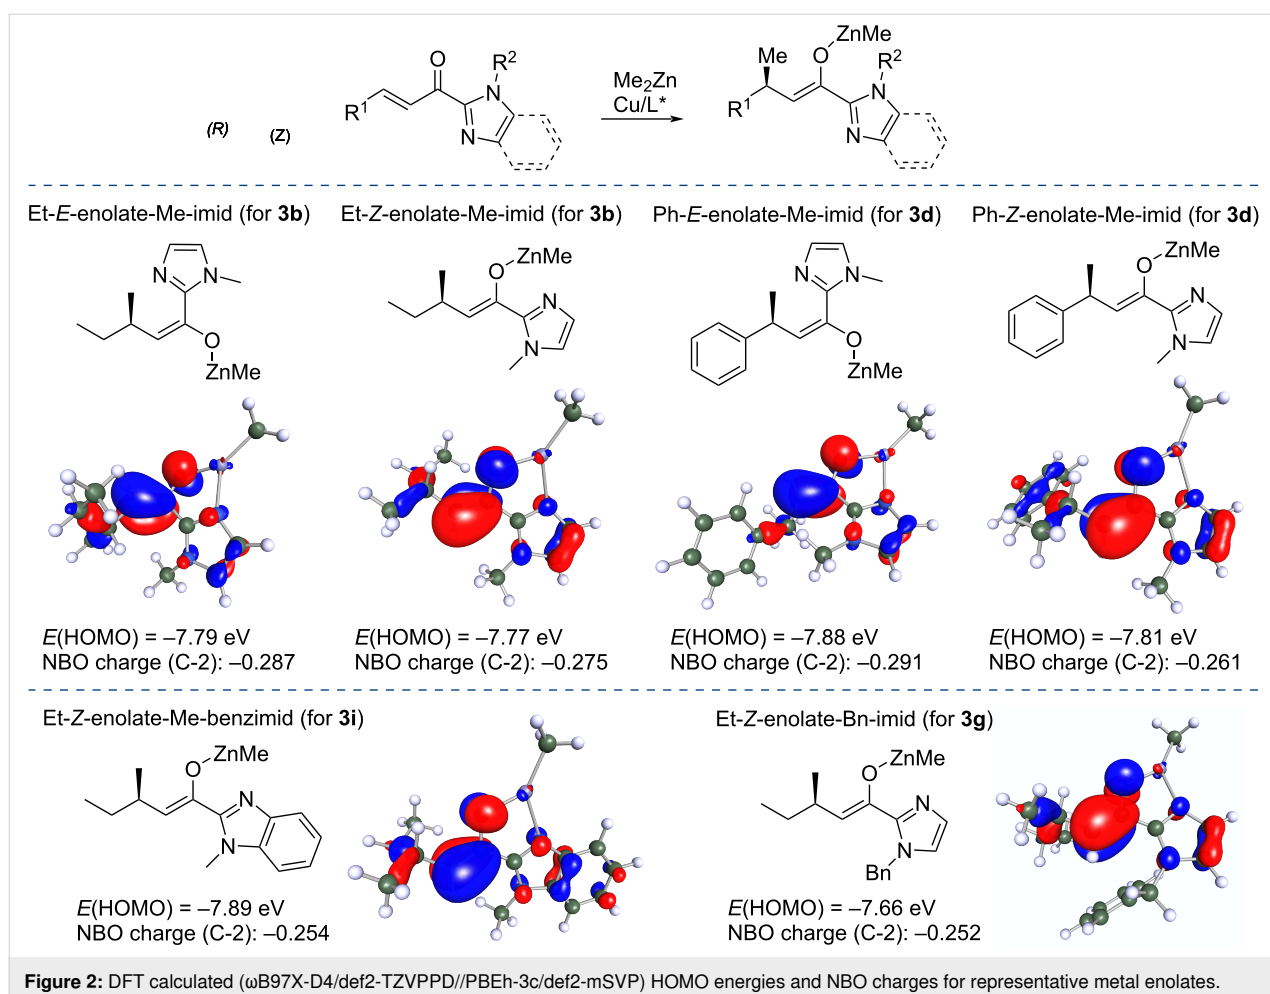 ZnMe
O
Me
O
R2
R2
N
N
R1
N
R1
N
Me2Zn
Cu/L*
(R)
(Z)
Et-E-enolate-Me-imid (for 3b)
Et-Z-enolate-Me-imid (for 3b)
Ph-E-enolate-Me-imid (for 3d)
Ph-Z-enolate-Me-imid (for 3d)
N
N
O
ZnMe
ZnMe
O
N
N
N
N
O
ZnMe
ZnMe
O
N
N
E(HOMO) = –7.79 eV
NBO charge (C-2): –0.287
E(HOMO) = –7.77 eV
NBO charge (C-2): –0.275
E(HOMO) = –7.88 eV
NBO charge (C-2): –0.291
E(HOMO) = –7.81 eV
NBO charge (C-2): –0.261
Et-Z-enolate-Me-benzimid (for 3i)
ZnMe
O
N
N
E(HOMO) = –7.89 eV
NBO charge (C-2): –0.254
Et-Z-enolate-Bn-imid (for 3g)
ZnMe
O
N
N
Bn
E(HOMO) = –7.66 eV
NBO charge (C-2): –0.252
Figure 2: DFT calculated (ωB97X-D4/def2-TZVPPD//PBEh-3c/def2-mSVP) HOMO energies and NBO charges for representative metal enolates.